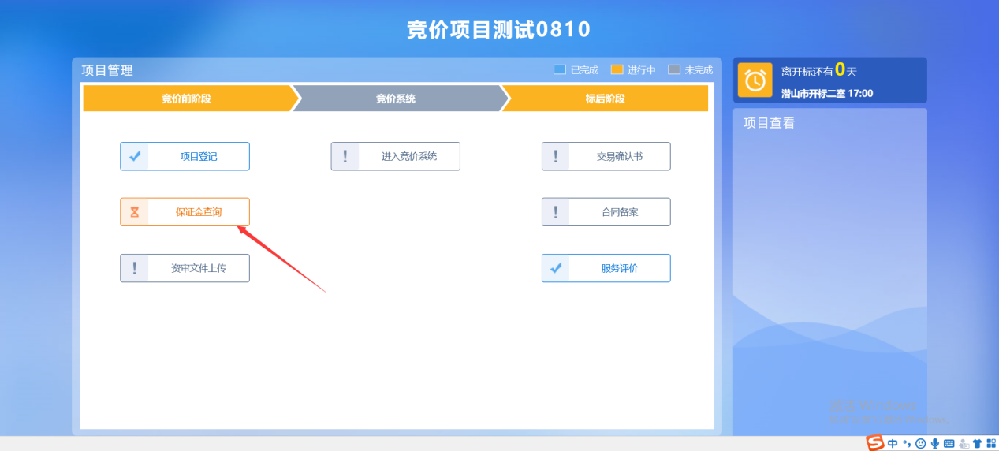 竞价项目测试0810
项目管理
已完成 进行中 未完成
离开标还有0天
潜山市开标二室 17:00
竞价前阶段 竞价系统 标后阶段
项目查看
项目登记 进入竞价系统 交易确认书
保证金查询 合同备案
资审文件上传 服务评价
激活 Windows
中